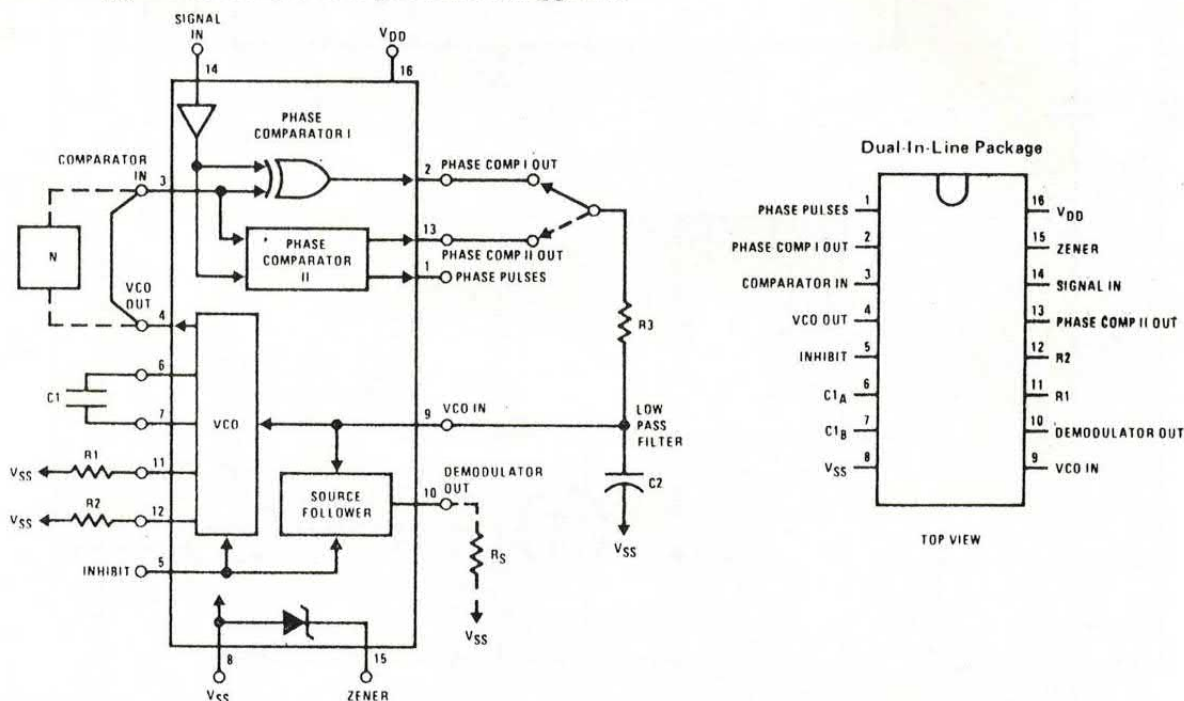 SIGNAL
IN
14
VDD
16
PHASE
COMPARATOR I
COMPARATOR
IN
3
2
PHASE COMP I OUT
N
PHASE
COMPARATOR
II
13
PHASE COMP II OUT
1
PHASE PULSES
VCO
OUT
4
R3
6
C1
7
VCO
9
VCO IN
LOW
PASS
FILTER
R1
VSS
11
DEMODULATOR
OUT
10
C2
R2
VSS
12
SOURCE
FOLLOWER
VSS
INHIBIT
5
RS
VSS
8
15
VSS
ZENER
Dual-In-Line Package
PHASE PULSES 1
16 VDD
PHASE COMP I OUT 2
15 ZENER
COMPARATOR IN 3
14 SIGNAL IN
VCO OUT 4
13 PHASE COMP II OUT
INHIBIT 5
12 R2
C1A 6
11 R1
C1B 7
10 DEMODULATOR OUT
VSS 8
9 VCO IN
TOP VIEW